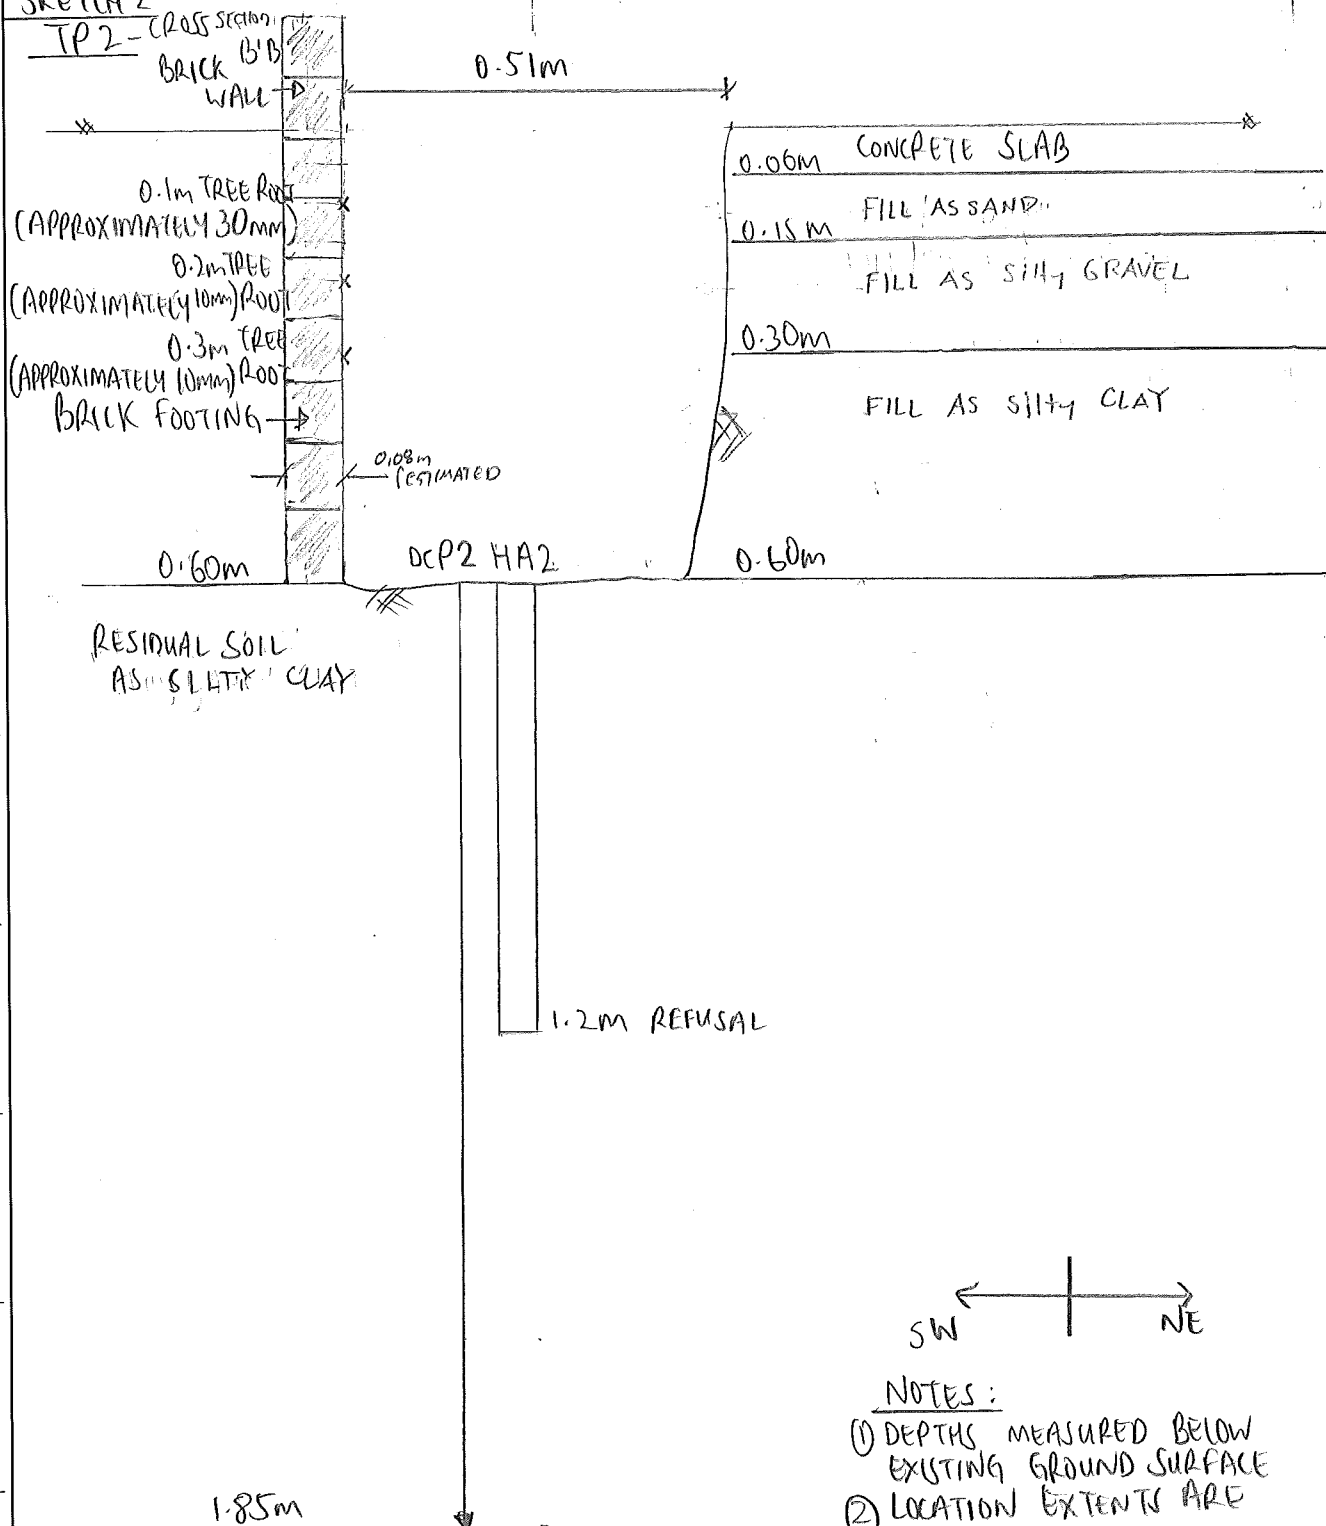 SKETCH 2
TP2 - CROSS SECTION
B'B
BRICK
WALL
0.51m
CONCRETE SLAB
0.06m
FILL AS SAND
0.15m
FILL AS Silty GRAVEL
0.30m
FILL AS Silty CLAY
0.1m TREE ROOT
(APPROXIMATELY 30mm)
0.2m TREE
(APPROXIMATELY 10mm) ROOT
0.3m TREE
(APPROXIMATELY 10mm) ROOT
BRICK FOOTING
0.08m
(ESTIMATED
0.60m
DCP2 HA2
0.60m
RESIDUAL SOIL
AS SILTY CLAY
1.2m REFUSAL
SW
NE
NOTES:
① DEPTHS MEASURED BELOW
EXISTING GROUND SURFACE
② LOCATION EXTENTS ARE
1.85m